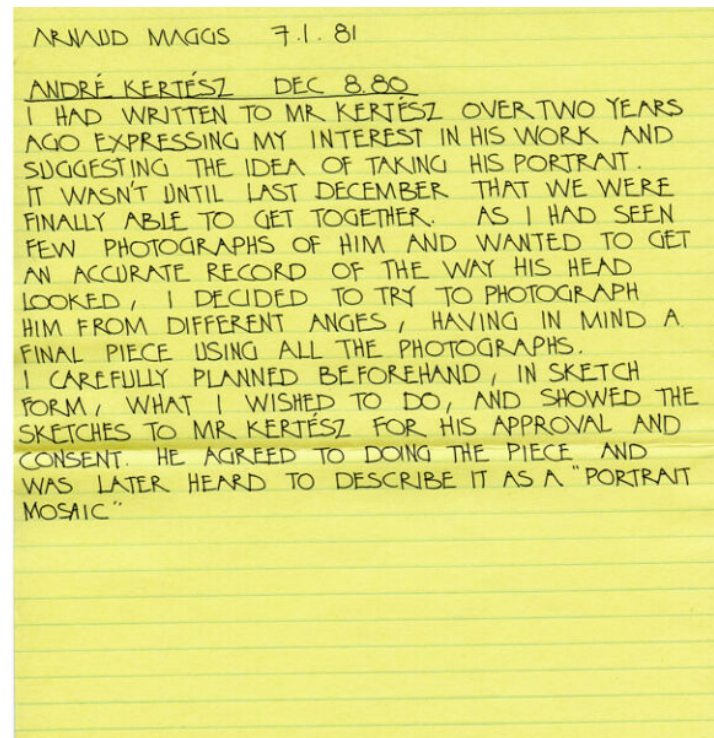 ARNAUD MAGGS 7.1.81
ANDRÉ KERTÉSZ DEC 8.80
I HAD WRITTEN TO MR KERTÉSZ OVER TWO YEARS
AGO EXPRESSING MY INTEREST IN HIS WORK AND
SUGGESTING THE IDEA OF TAKING HIS PORTRAIT.
IT WASN'T UNTIL LAST DECEMBER THAT WE WERE
FINALLY ABLE TO GET TOGETHER. AS I HAD SEEN
FEW PHOTOGRAPHS OF HIM AND WANTED TO GET
AN ACCURATE RECORD OF THE WAY HIS HEAD
LOOKED, I DECIDED TO TRY TO PHOTOGRAPH
HIM FROM DIFFERENT ANGES, HAVING IN MIND A
FINAL PIECE USING ALL THE PHOTOGRAPHS.
I CAREFULLY PLANNED BEFOREHAND, IN SKETCH
FORM, WHAT I WISHED TO DO, AND SHOWED THE
SKETCHES TO MR KERTÉSZ FOR HIS APPROVAL AND
CONSENT. HE AGREED TO DOING THE PIECE AND
WAS LATER HEARD TO DESCRIBE IT AS A "PORTRAIT
MOSAIC"